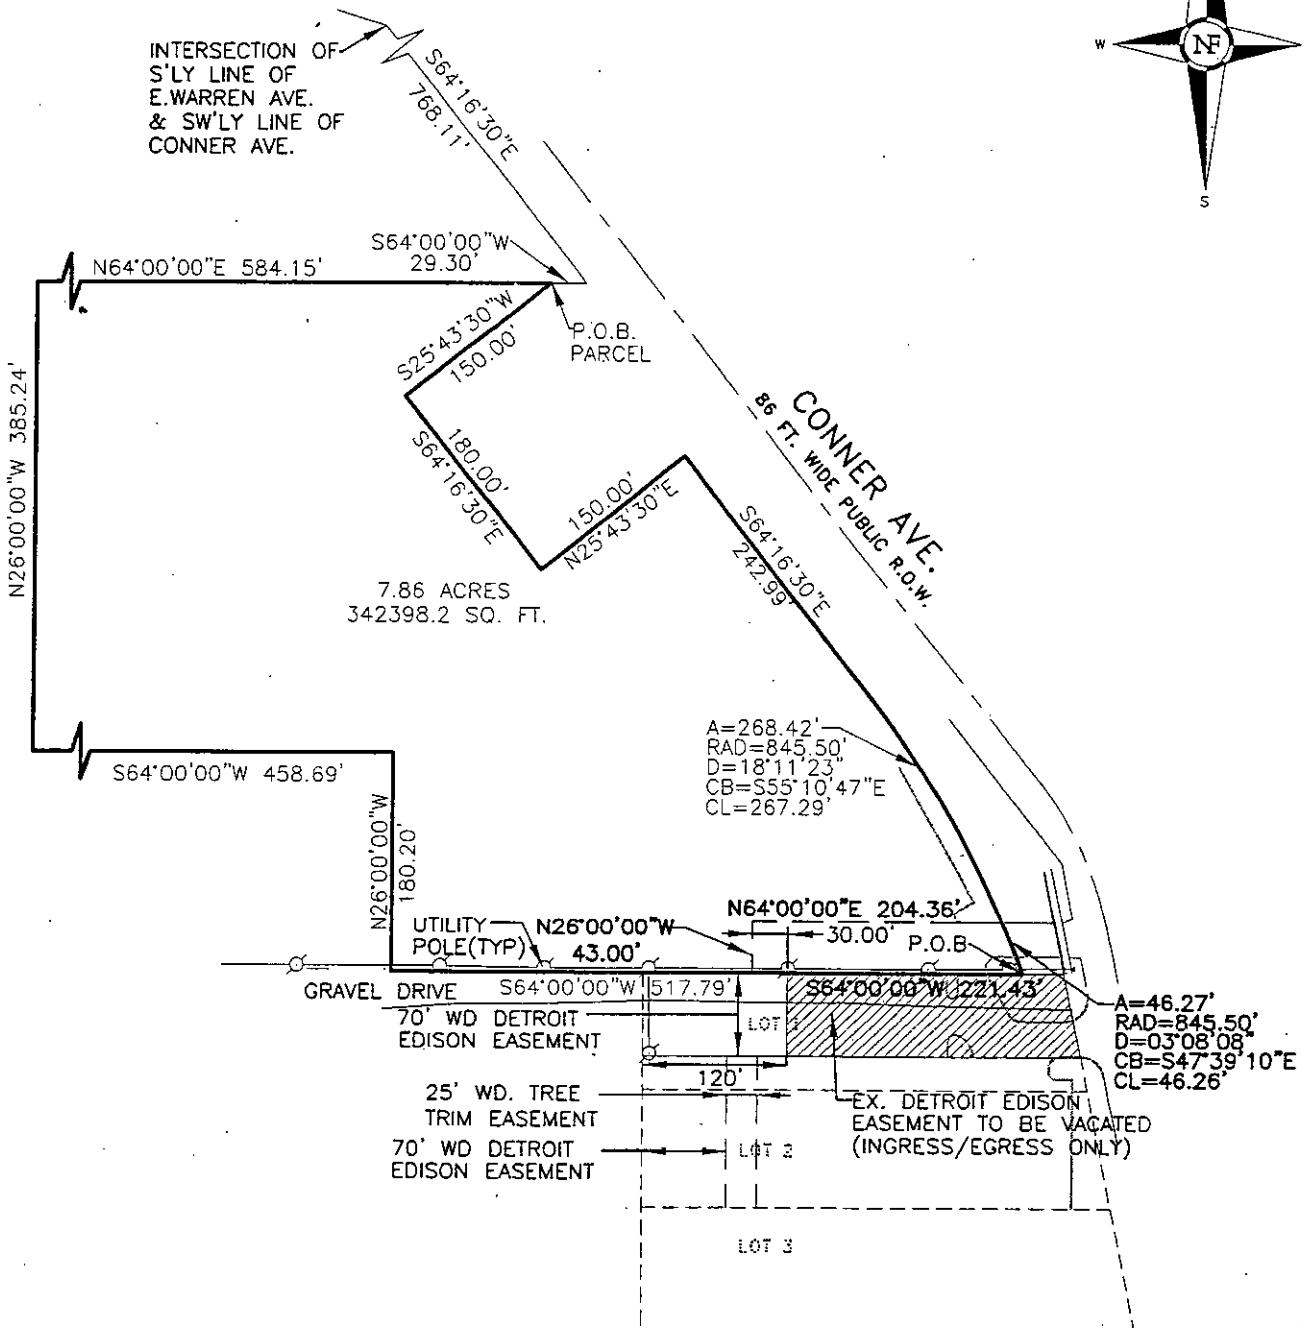 INTERSECTION OF
S'LY LINE OF
E.WARREN AVE.
& SW'LY LINE OF
CONNER AVE.
S64°16'30"E
768.11'
W
NF
S
N64°00'00"E 584.15'
S64°00'00"W
29.30'
P.O.B.
PARCEL
S25°43'30"W
150.00'
N26°00'00"W 385.24'
180.00'
S64°16'30"E
150.00'
N25°43'30"E
CONNER AVE.
86 FT. WIDE PUBLIC R.O.W.
S64°16'30"E
242.99'
7.86 ACRES
342398.2 SQ. FT.
A=268.42'
RAD=845.50'
D=18°11'23"
CB=S55°10'47"E
CL=267.29'
S64°00'00"W 458.69'
N26°00'00"W
180.20'
UTILITY
POLE(TYP)
N26°00'00"W
43.00'
N64°00'00"E 204.36'
30.00'
P.O.B
GRAVEL DRIVE
S64°00'00"W 517.79'
S64°00'00"W 221.43'
70' WD DETROIT
EDISON EASEMENT
LOT 1
A=46.27'
RAD=845.50'
D=03°08'08"
CB=S47°39'10"E
CL=46.26'
120'
25' WD. TREE
TRIM EASEMENT
EX. DETROIT EDISON
EASEMENT TO BE VACATED
(INGRESS/EGRESS ONLY)
70' WD DETROIT
EDISON EASEMENT
LOT 2
LOT 3